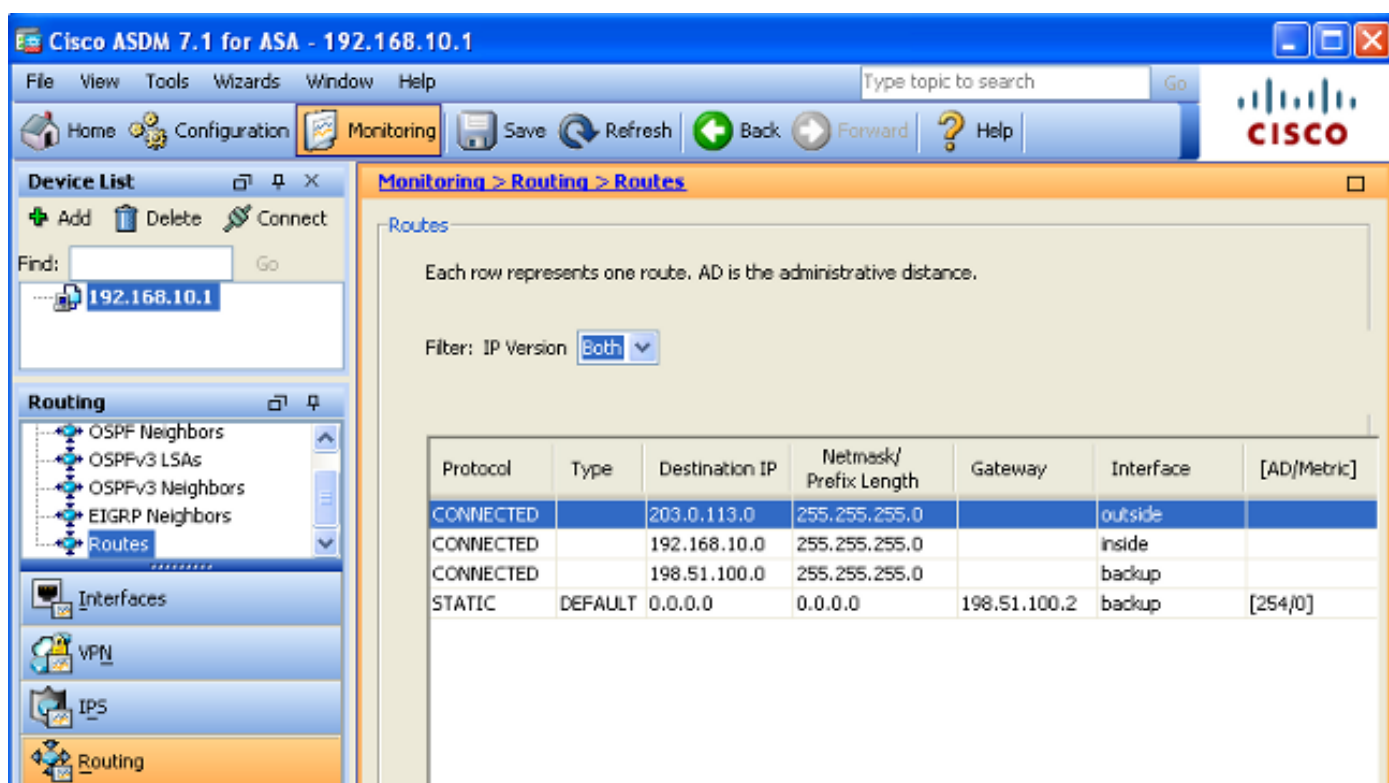 Cisco ASDM 7.1 for ASA - 192.168.10.1
File View Tools Wizards Window Help Type topic to search Go
Home Configuration Monitoring Save Refresh Back Forward Help
CISCO
Device List
Add Delete Connect
Find: Go
192.168.10.1
Routing
OSPF Neighbors
OSPFv3 LSAs
OSPFv3 Neighbors
EIGRP Neighbors
Routes
Interfaces
VPN
IPS
Routing
Monitoring > Routing > Routes
Routes
Each row represents one route. AD is the administrative distance.
Filter: IP Version Both
Protocol Type Destination IP Netmask/ Prefix Length Gateway Interface [AD/Metric]
CONNECTED 203.0.113.0 255.255.255.0 outside
CONNECTED 192.168.10.0 255.255.255.0 inside
CONNECTED 198.51.100.0 255.255.255.0 backup
STATIC DEFAULT 0.0.0.0 0.0.0.0 198.51.100.2 backup [254/0]